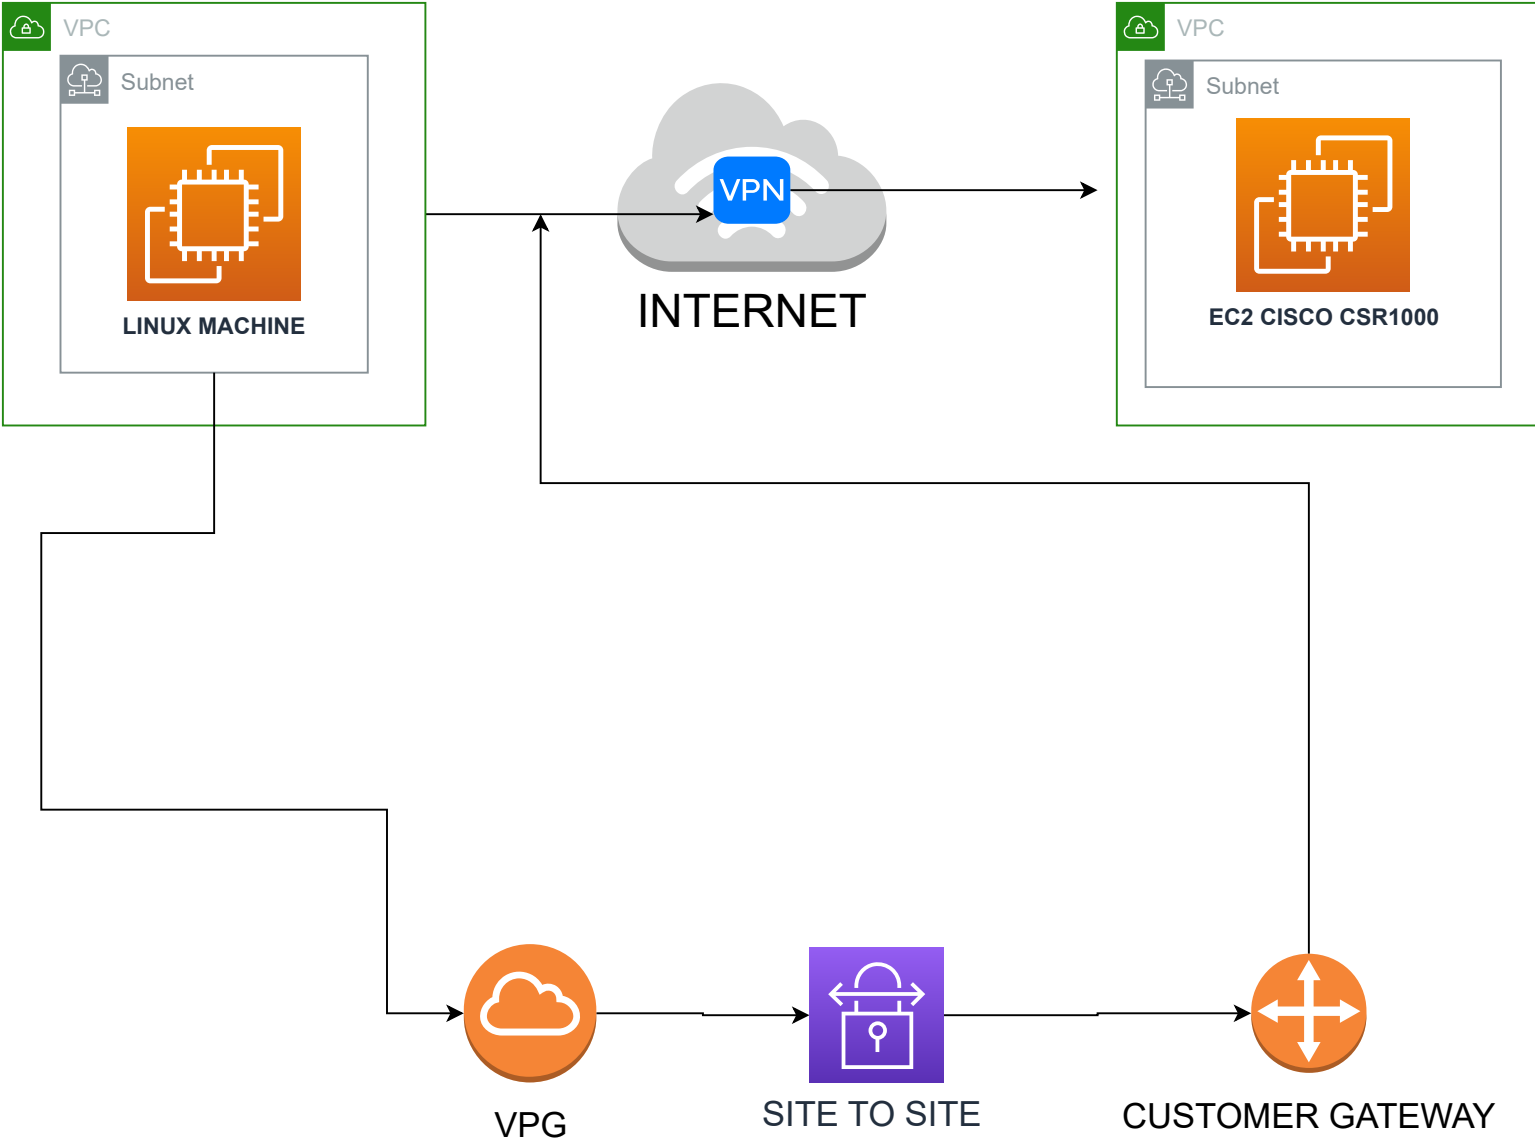 VPC
Subnet
LINUX MACHINE
VPN
INTERNET
VPC
Subnet
EC2 CISCO CSR1000
VPG
SITE TO SITE
CUSTOMER GATEWAY